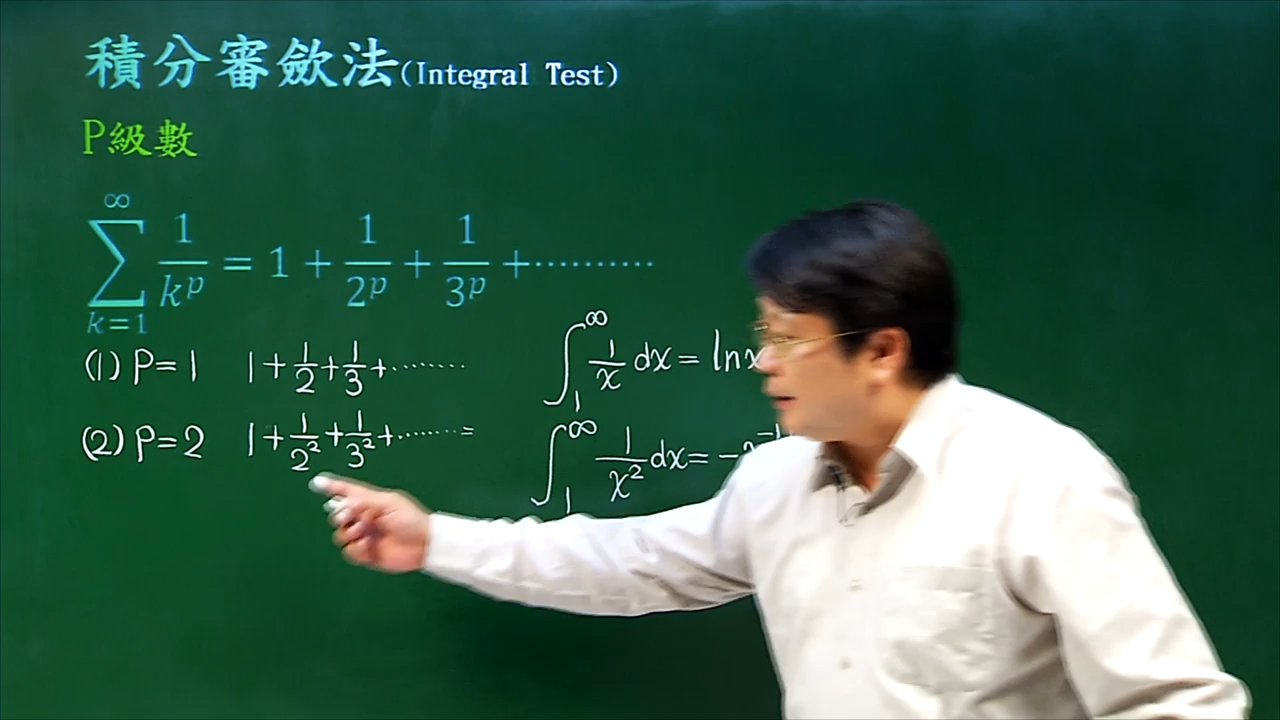 積分審斂法(Integral Test)
P級數
∑_{k=1}^{∞} 1/k^p = 1 + 1/2^p + 1/3^p + ⋯⋯⋯
(1) P=1 1+1/2+1/3+⋯⋯ ∫_1^∞ 1/x dx = lnx
(2) P=2 1+1/2²+1/3²+⋯⋯= ∫_1^∞ 1/x² dx = -x^{-1}